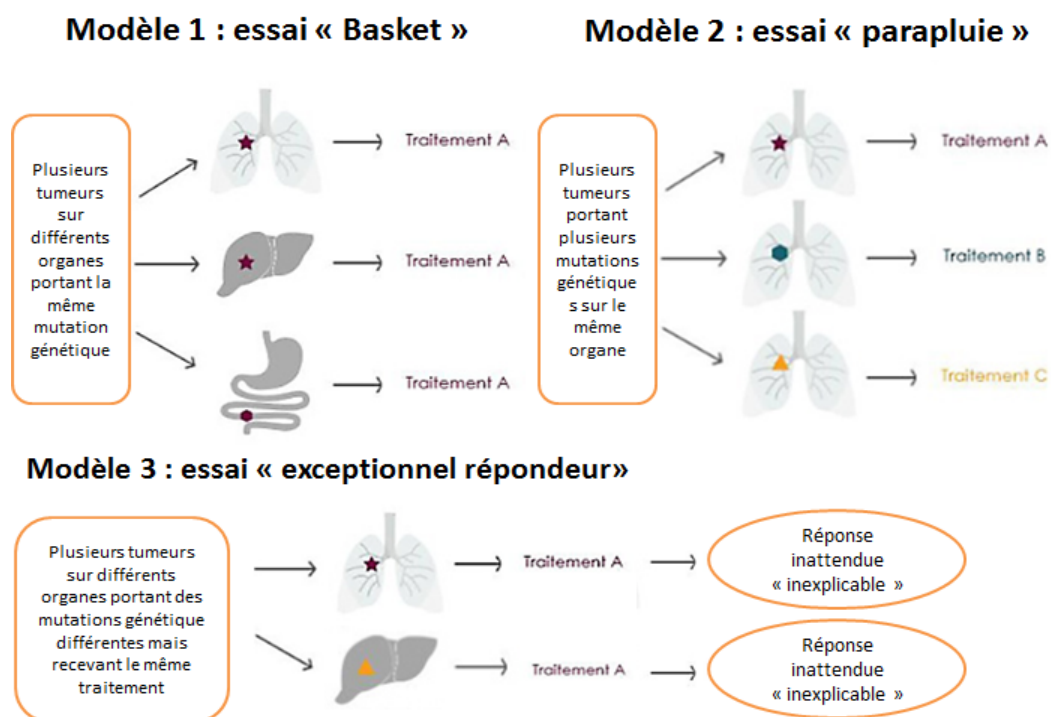 Modèle 1 : essai « Basket »
Plusieurs
tumeurs
sur
différents
organes
portant la
même
mutation
génétique
Traitement A
Traitement A
Traitement A
Modèle 2 : essai « parapluie »
Plusieurs
tumeurs
portant
plusieurs
mutations
génétique
s sur le
même
organe
Traitement A
Traitement B
Traitement C
Modèle 3 : essai « exceptionnel répondeur»
Plusieurs tumeurs
sur différents
organes portant des
mutations génétique
différentes mais
recevant le même
traitement
Traitement A
Réponse
inattendue
« inexplicable »
Traitement A
Réponse
inattendue
« inexplicable »